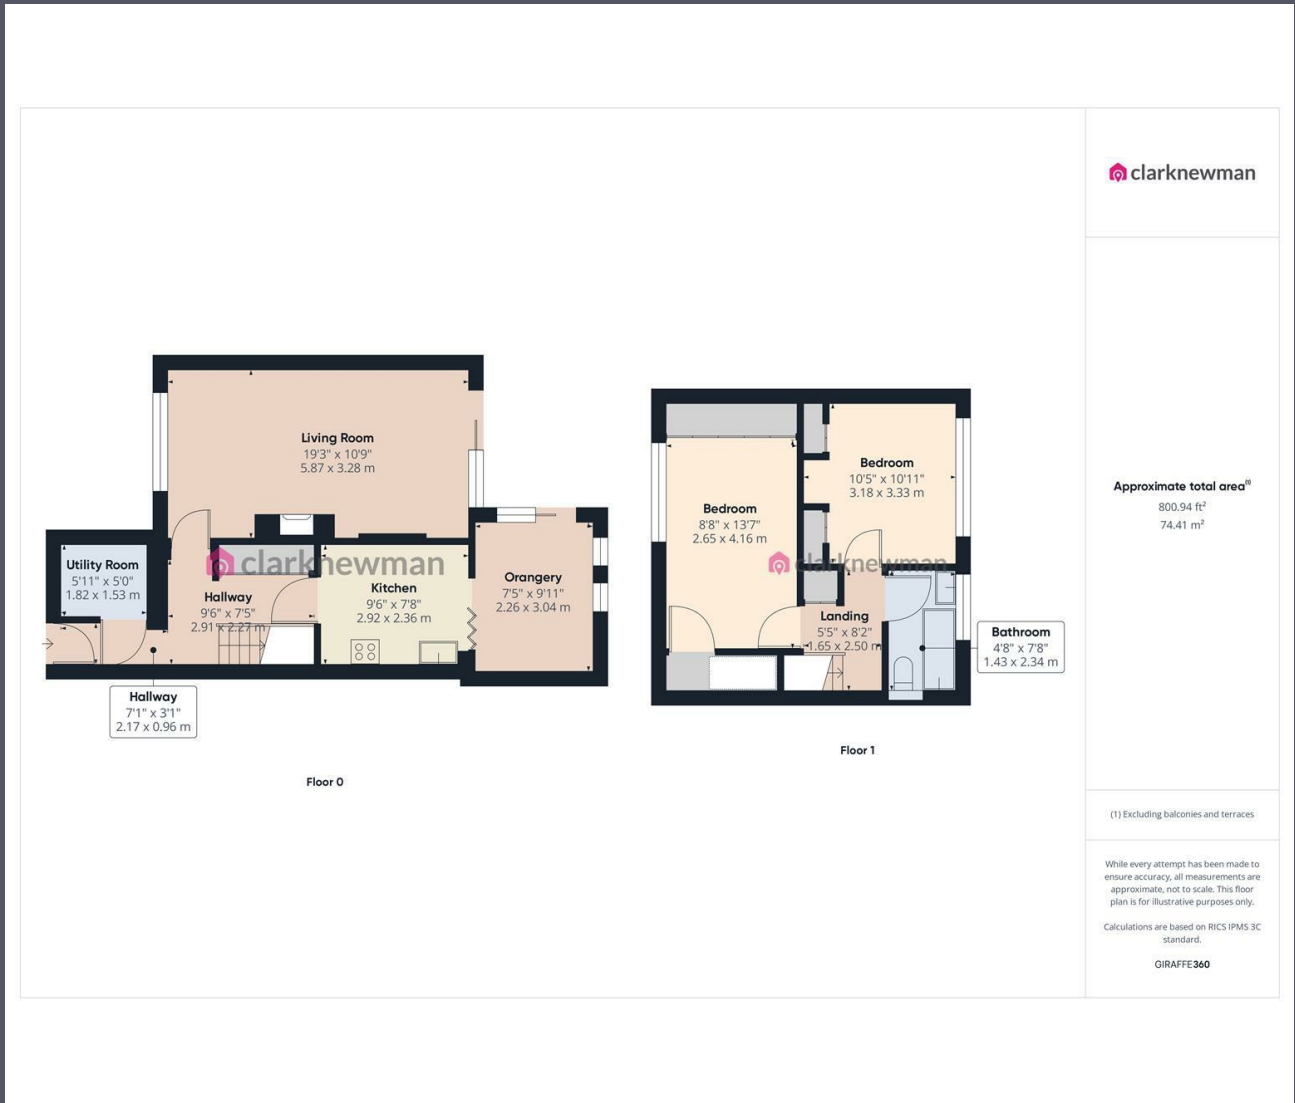 clarknewman
Living Room
19'3" x 10'9"
5.87 x 3.28 m
Utility Room
5'11" x 5'0"
1.82 x 1.53 m
clarknewman
Hallway
9'6" x 7'5"
2.91 x 2.27 m
Kitchen
9'6" x 7'8"
2.92 x 2.36 m
Orangery
7'5" x 9'11"
2.26 x 3.04 m
Hallway
7'1" x 3'1"
2.17 x 0.96 m
Floor 0
Bedroom
8'8" x 13'7"
2.65 x 4.16 m
Bedroom
10'5" x 10'11"
3.18 x 3.33 m
clarknewman
Landing
5'5" x 8'2"
1.65 x 2.50 m
Bathroom
4'8" x 7'8"
1.43 x 2.34 m
Floor 1
Approximate total area(1)
800.94 ft²
74.41 m²
(1) Excluding balconies and terraces
While every attempt has been made to
ensure accuracy, all measurements are
approximate, not to scale. This floor
plan is for illustrative purposes only.
Calculations are based on RICS IPMS 3C
standard.
GIRAFFE360